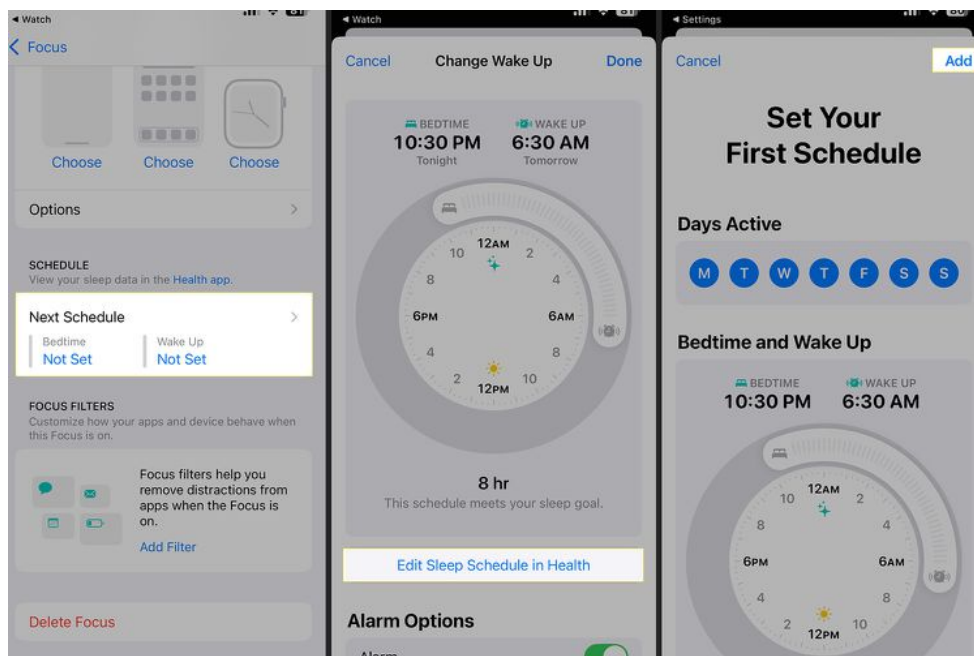 ◀ Watch
81
Focus
Choose
Choose
Choose
Options
SCHEDULE
View your sleep data in the Health app.
Next Schedule
Bedtime
Wake Up
Not Set
Not Set
FOCUS FILTERS
Customize how your apps and device behave when
this Focus is on.
Focus filters help you
remove distractions from
apps when the Focus is
on.
Add Filter
Delete Focus
◀ Watch
81
Cancel
Change Wake Up
Done
BEDTIME
WAKE UP
10:30 PM
6:30 AM
Tonight
Tomorrow
12AM
10
2
8
4
6PM
6AM
4
8
2
10
12PM
8 hr
This schedule meets your sleep goal.
Edit Sleep Schedule in Health
Alarm Options
Alarm
◀ Settings
80
Cancel
Add
Set Your
First Schedule
Days Active
M T W T F S S
Bedtime and Wake Up
BEDTIME
WAKE UP
10:30 PM
6:30 AM
12AM
10
2
8
4
6PM
6AM
4
8
2
10
12PM